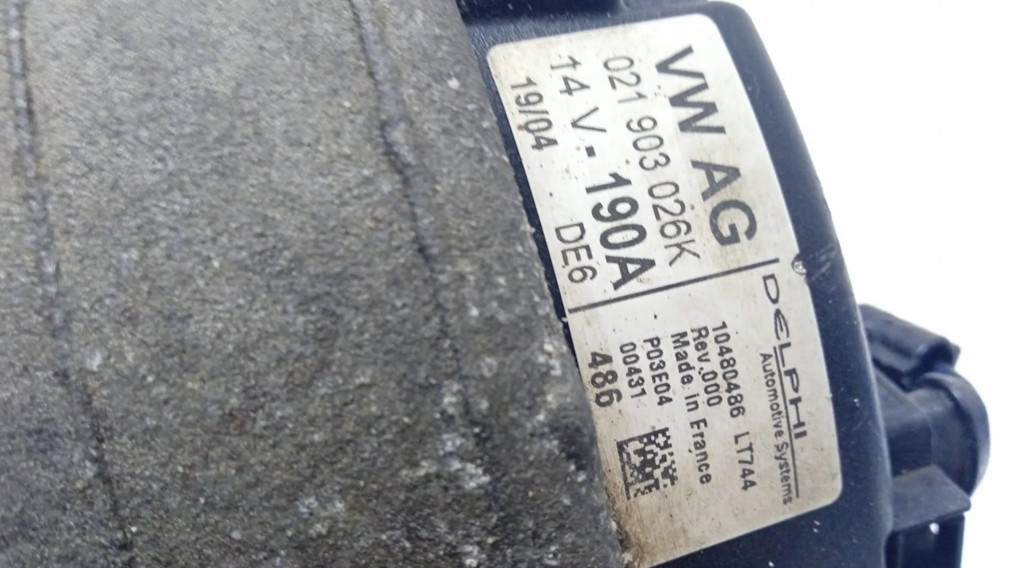 VW AG
021 903 026K
14 V - 190A
19/04 DE6
DELPHI
Automotive Systems
10480486 LT744
Rev.000
Made in France
P03E04
00431
486